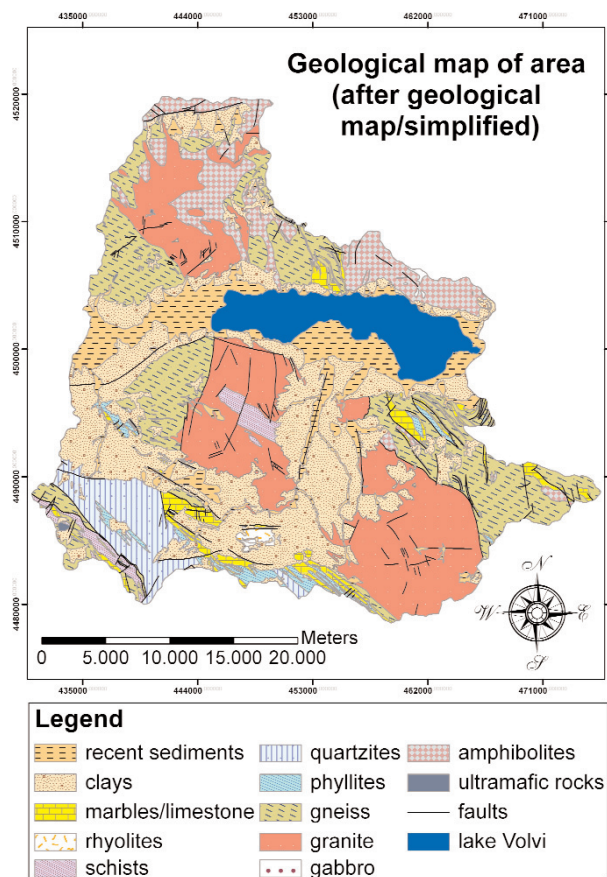 435000 444000 453000 462000 471000
Geological map of area
(after geological
map/simplified)
4520000
4510000
4500000
4490000
4480000
N
W E
S
Meters
0 5.000 10.000 15.000 20.000
435000 444000 453000 462000 471000
Legend
recent sediments quartzites amphibolites
clays phyllites ultramafic rocks
marbles/limestone gneiss faults
rhyolites granite lake Volvi
schists gabbro